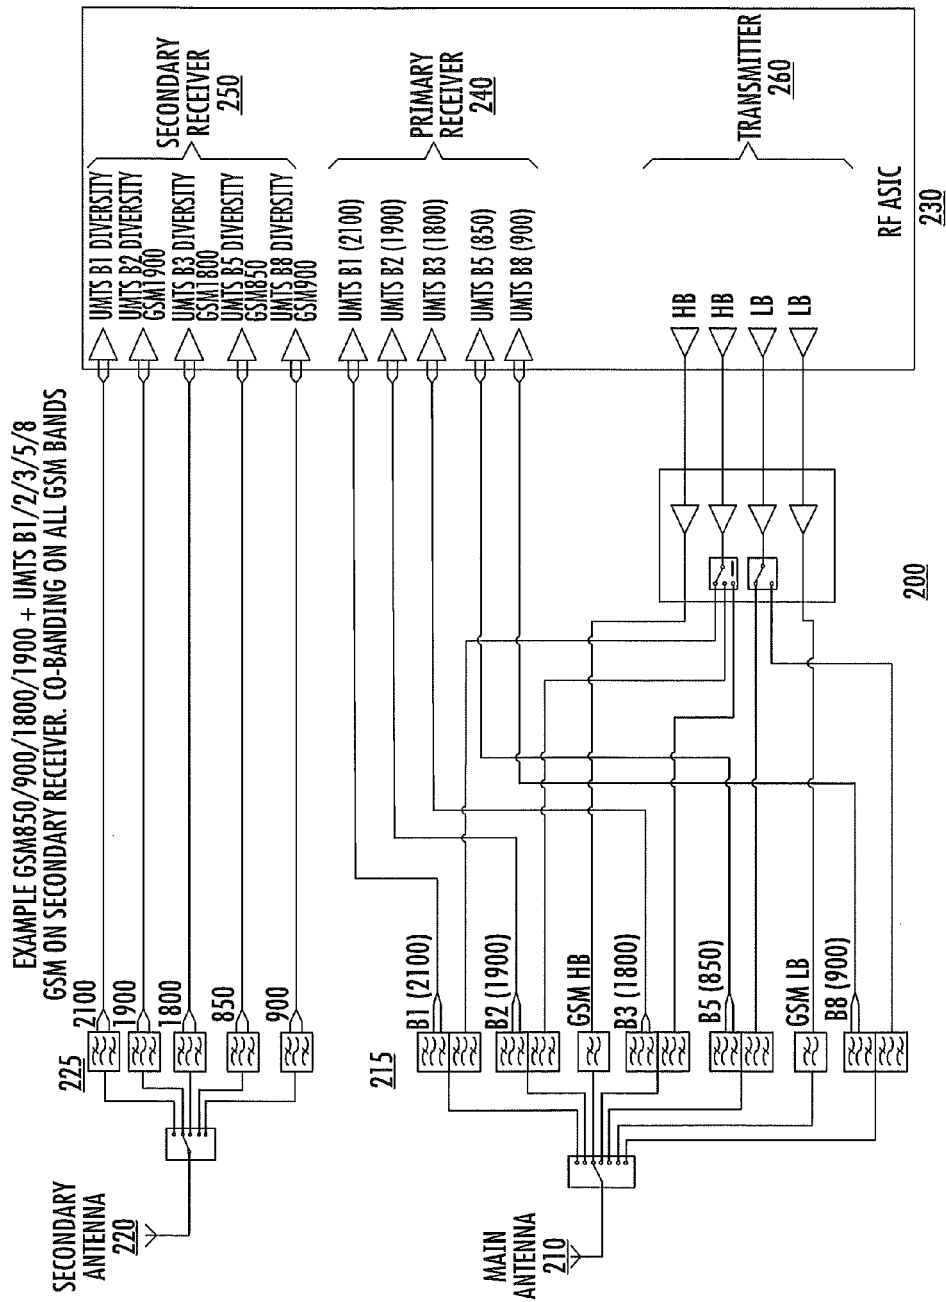 EXAMPLE GSM850/900/1800/1900 + UMTS B1/2/3/5/8
GSM ON SECONDARY RECEIVER. CO-BANDING ON ALL GSM BANDS
SECONDARY
ANTENNA
220
225
2100
1900
1800
850
900
UMTS B1 DIVERSITY
UMTS B2 DIVERSITY
GSM1900
UMTS B3 DIVERSITY
GSM1800
UMTS B5 DIVERSITY
GSM850
UMTS B8 DIVERSITY
GSM900
SECONDARY
RECEIVER
250
MAIN
ANTENNA
210
215
B1 (2100)
B2 (1900)
GSM HB
B3 (1800)
B5 (850)
GSM LB
B8 (900)
UMTS B1 (2100)
UMTS B2 (1900)
UMTS B3 (1800)
UMTS B5 (850)
UMTS B8 (900)
PRIMARY
RECEIVER
240
HB
HB
LB
LB
TRANSMITTER
260
RF ASIC
230
200